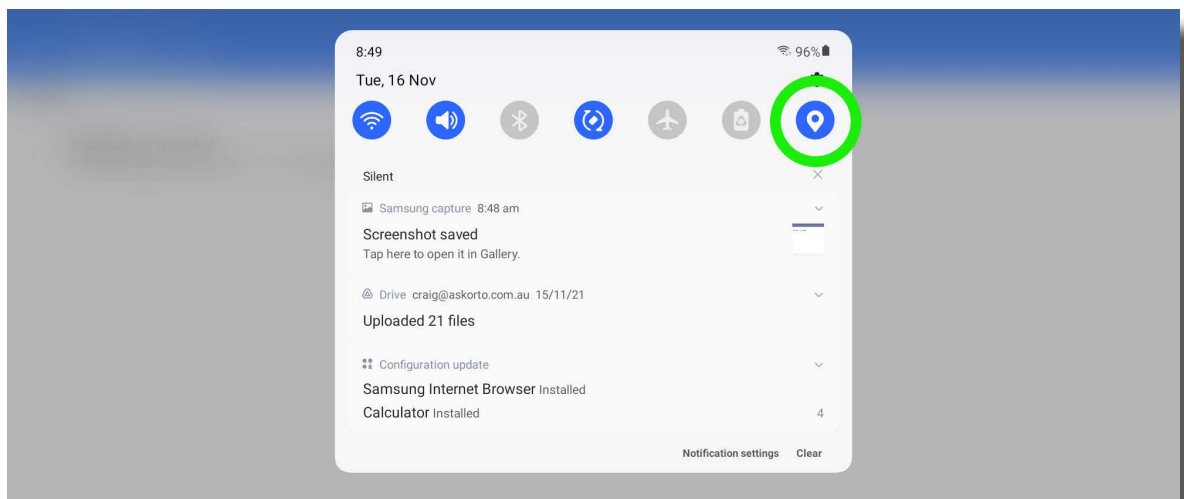 8:49 96%
Tue, 16 Nov
Silent
Samsung capture 8:48 am
Screenshot saved
Tap here to open it in Gallery.
Drive craig@askorto.com.au 15/11/21
Uploaded 21 files
Configuration update
Samsung Internet Browser Installed
Calculator Installed 4
Notification settings Clear